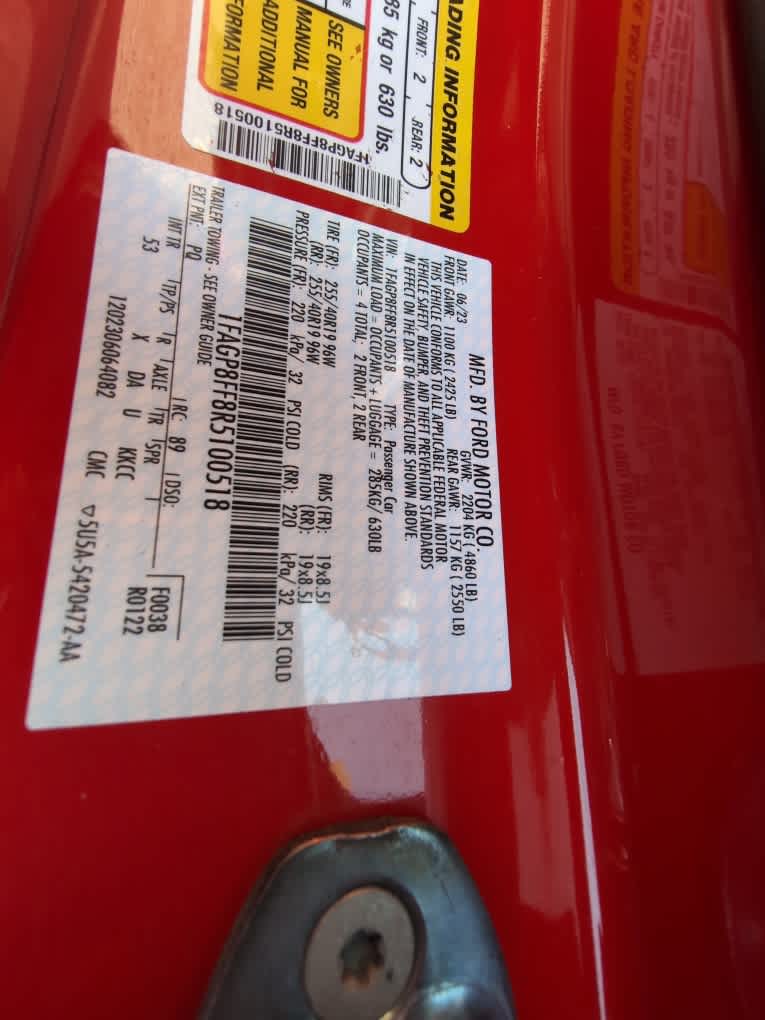 ADING INFORMATION
FRONT: 2 REAR: 2
85 kg or 630 lbs.
SEE OWNERS
MANUAL FOR
ADDITIONAL
FORMATION
1FAGP8FF8R5100518
MFD. BY FORD MOTOR CO.
DATE: 06/23 GVWR: 2204 KG ( 4860 LB)
FRONT GAWR: 1100 KG (2425 LB) REAR GAWR: 1157 KG ( 2550 LB)
THIS VEHICLE CONFORMS TO ALL APPLICABLE FEDERAL MOTOR
VEHICLE SAFETY, BUMPER, AND THEFT PREVENTION STANDARDS
IN EFFECT ON THE DATE OF MANUFACTURE SHOWN ABOVE.
VIN: 1FAGP8FF8R5100518 TYPE: Passenger Car
MAXIMUM LOAD = OCCUPANTS + LUGGAGE = 285KG/ 630LB
OCCUPANTS = 4 TOTAL: 2 FRONT, 2 REAR
TIRE (FR): 255/40R19 96W RIMS (FR): 19x8.5J
(RR): 255/40R19 96W (RR): 19x8.5J
PRESSURE (FR): 220 kPa/ 32 PSI COLD (RR): 220 kPa/ 32 PSI COLD
1FAGP8FF8R5100518
TRAILER TOWING - SEE OWNER GUIDE
EXT PNT: PQ RC: 89 DSO: F0038
R0122
INT TR TP/PS R AXLE TR SPR
53 X DA U KKCC
1202306064082 CMC ▽5U5A-5420472-AA